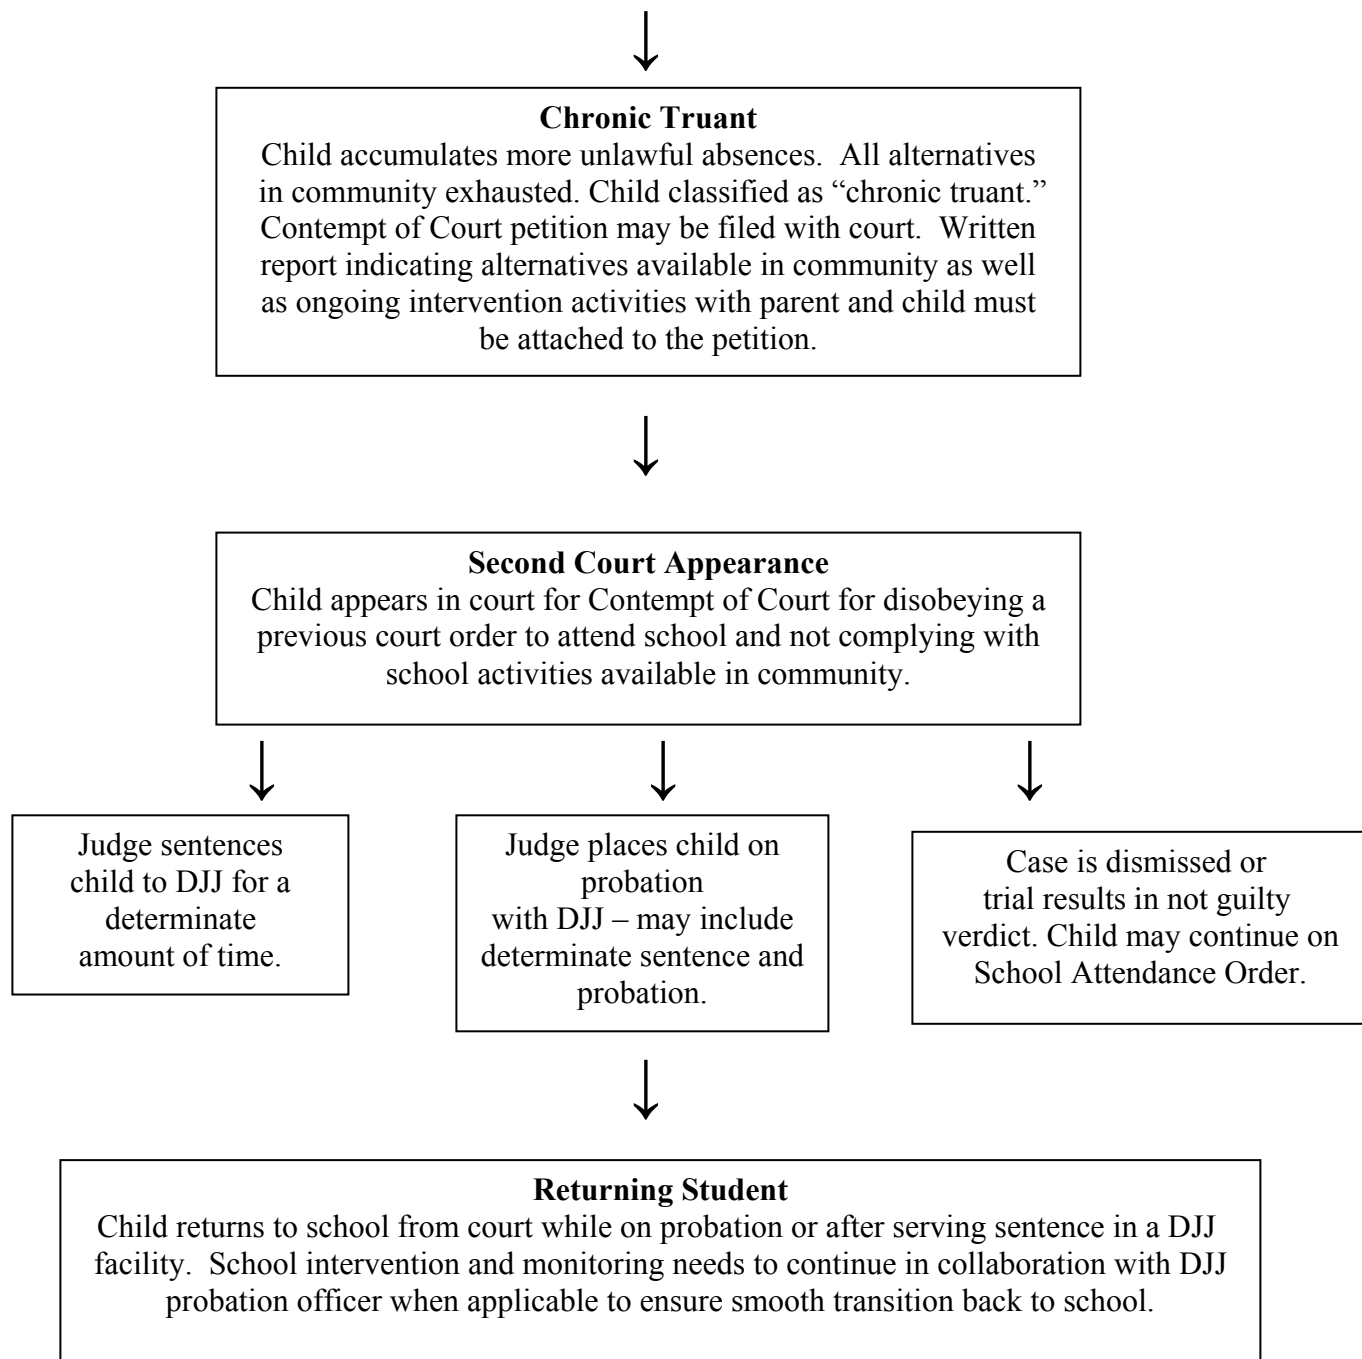 Chronic Truant
Child accumulates more unlawful absences.  All alternatives
in community exhausted. Child classified as “chronic truant.”
Contempt of Court petition may be filed with court.  Written
report indicating alternatives available in community as well
as ongoing intervention activities with parent and child must
be attached to the petition.
Second Court Appearance
Child appears in court for Contempt of Court for disobeying a
previous court order to attend school and not complying with
school activities available in community.
Judge sentences
child to DJJ for a
determinate
amount of time.
Judge places child on
probation
with DJJ – may include
determinate sentence and
probation.
Case is dismissed or
trial results in not guilty
verdict. Child may continue on
School Attendance Order.
Returning Student
Child returns to school from court while on probation or after serving sentence in a DJJ
facility.  School intervention and monitoring needs to continue in collaboration with DJJ
probation officer when applicable to ensure smooth transition back to school.